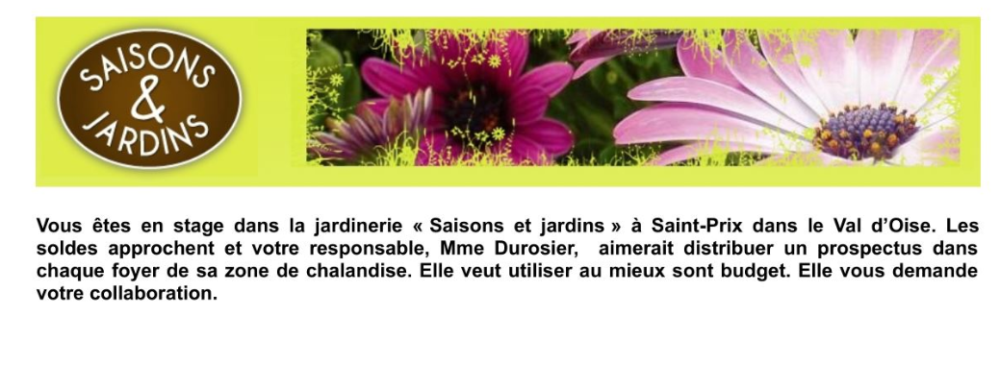 SAISONS
&
JARDINS
Vous êtes en stage dans la jardinerie « Saisons et jardins » à Saint-Prix dans le Val d’Oise. Les
soldes approchent et votre responsable, Mme Durosier,  aimerait distribuer un prospectus dans
chaque foyer de sa zone de chalandise. Elle veut utiliser au mieux sont budget. Elle vous demande
votre collaboration.